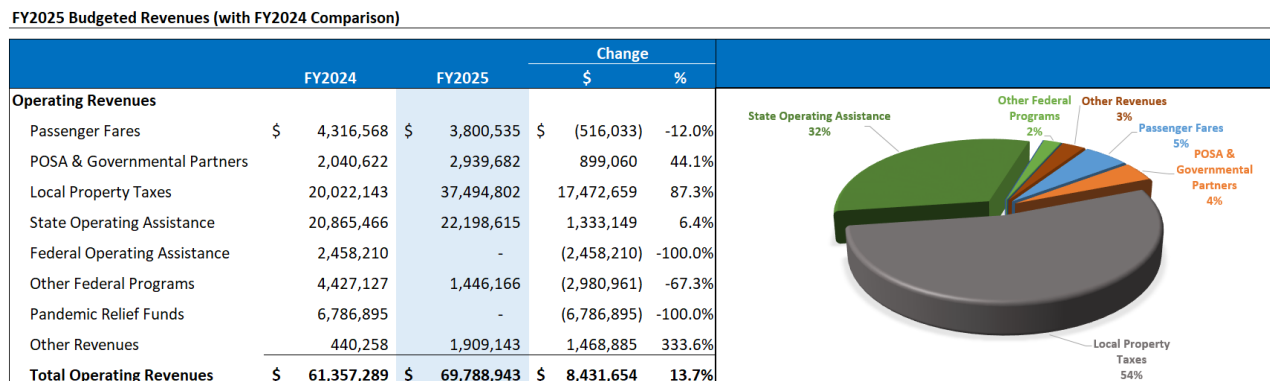 FY2025 Budgeted Revenues (with FY2024 Comparison)
Change
FY2024 FY2025 $ %
Operating Revenues
Passenger Fares $ 4,316,568 $ 3,800,535 $ (516,033) -12.0%
POSA & Governmental Partners 2,040,622 2,939,682 899,060 44.1%
Local Property Taxes 20,022,143 37,494,802 17,472,659 87.3%
State Operating Assistance 20,865,466 22,198,615 1,333,149 6.4%
Federal Operating Assistance 2,458,210 - (2,458,210) -100.0%
Other Federal Programs 4,427,127 1,446,166 (2,980,961) -67.3%
Pandemic Relief Funds 6,786,895 - (6,786,895) -100.0%
Other Revenues 440,258 1,909,143 1,468,885 333.6%
Total Operating Revenues $ 61,357,289 $ 69,788,943 $ 8,431,654 13.7%
State Operating Assistance
32%
Other Federal
Programs
2%
Other Revenues
3%
Passenger Fares
5%
POSA &
Governmental
Partners
4%
Local Property
Taxes
54%